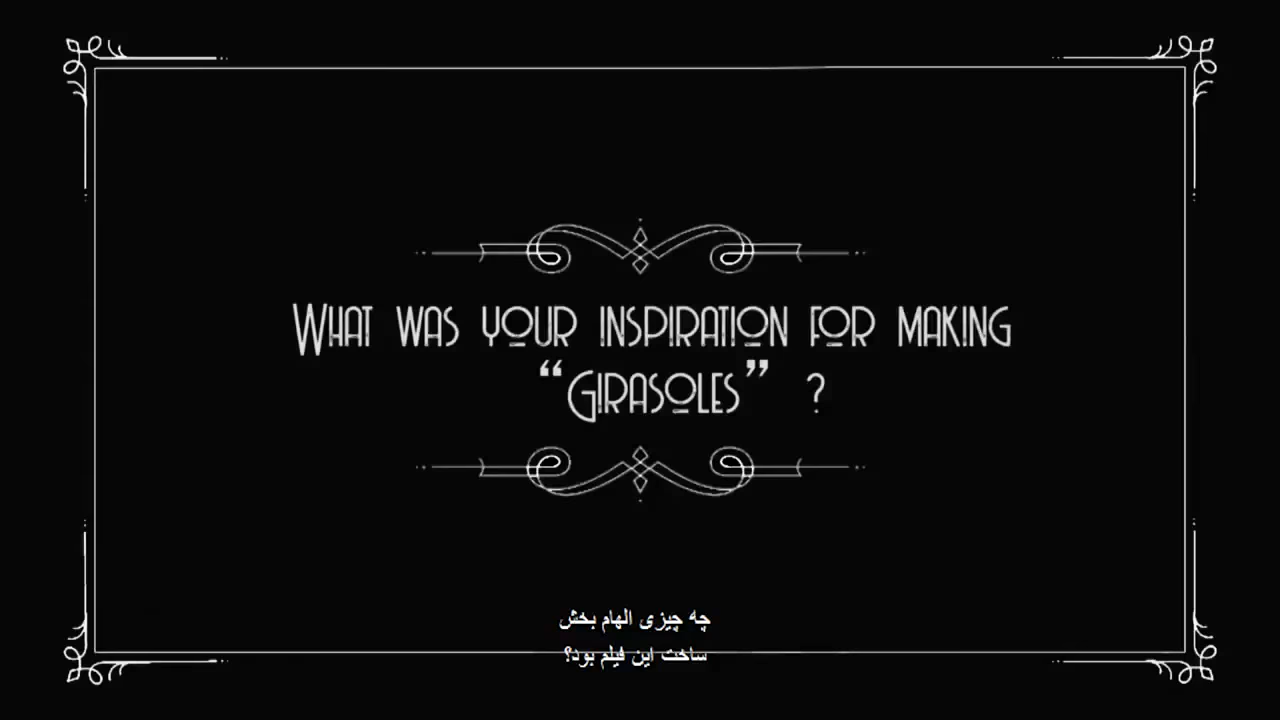 What was your inspiration for making
“Girasoles” ?
چه چیزی الهام بخش
ساخت این فیلم بود؟